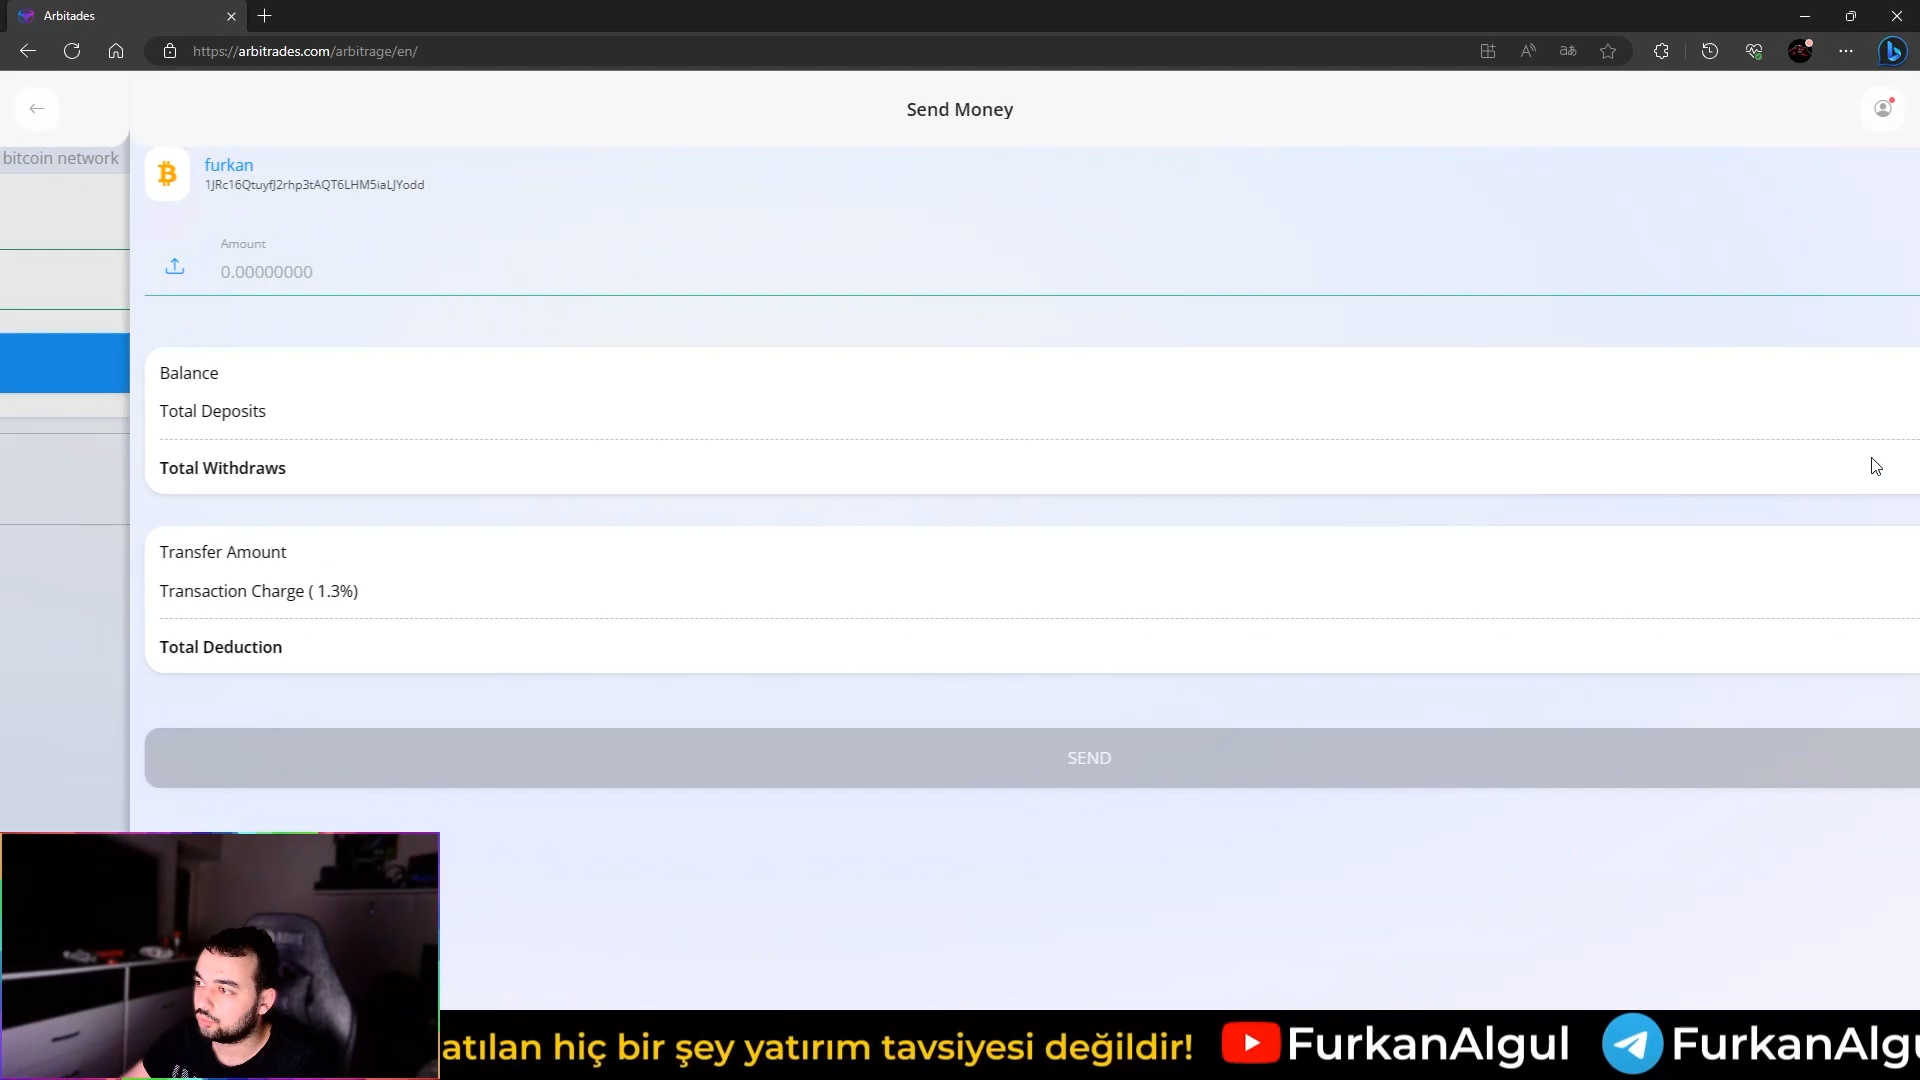 Arbitades
https://arbitrades.com/arbitrage/en/
Send Money
bitcoin network
furkan
1JRc16QtuyfJ2rhp3tAQT6LHM5iaLJYodd
Amount
0.00000000
Balance
Total Deposits
Total Withdraws
Transfer Amount
Transaction Charge ( 1.3%)
Total Deduction
SEND
atılan hiç bir şey yatırım tavsiyesi değildir! FurkanAlgul FurkanAlgu